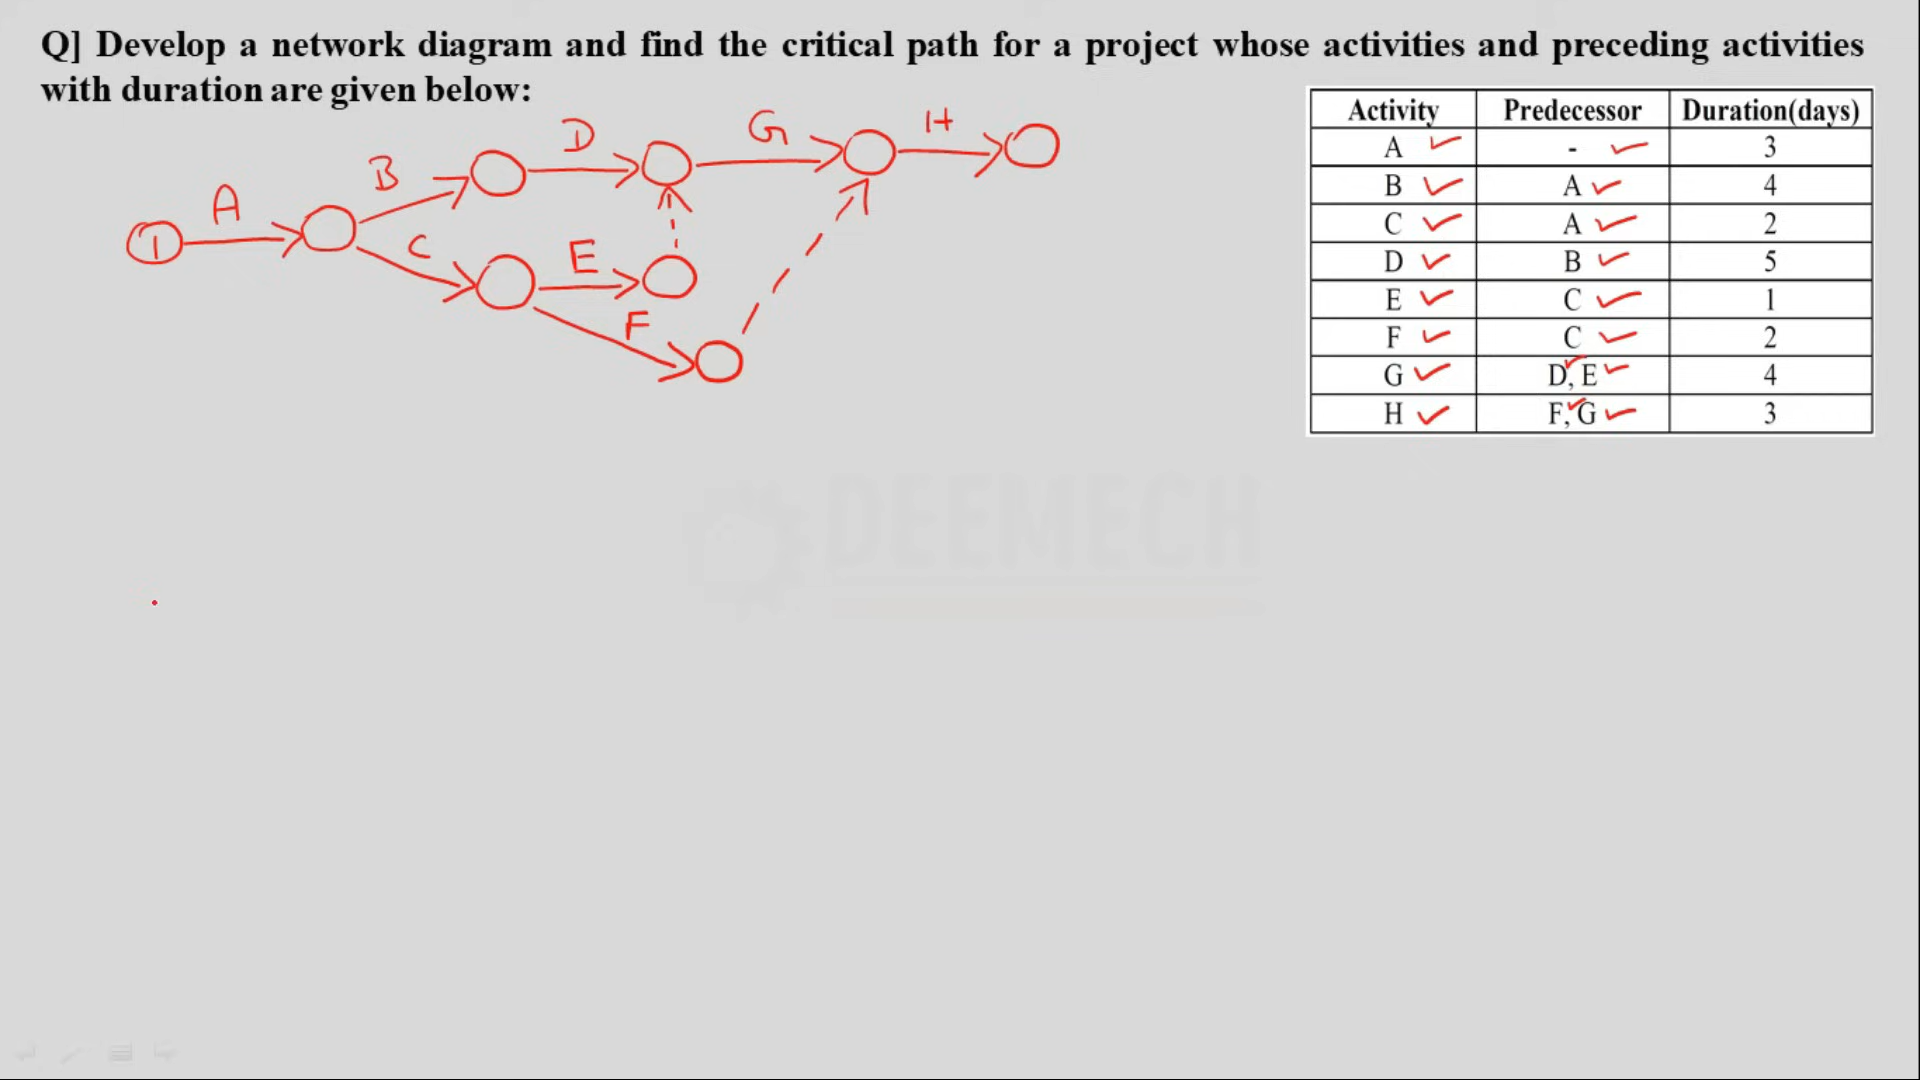 Q] Develop a network diagram and find the critical path for a project whose activities and preceding activities
with duration are given below:
A B C D E F G H
1
Activity Predecessor Duration(days)
A - 3
B A 4
C A 2
D B 5
E C 1
F C 2
G D, E 4
H F, G 3
DEEMECH